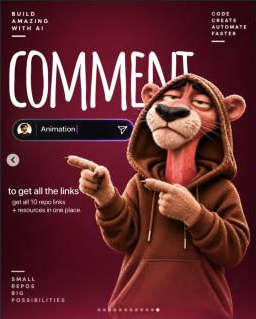 BUILD
AMAZING
WITH AI
CODE
CREATE
AUTOMATE
FASTER
COMMENT
Animation
to get all the links
get all 10 repo links
+ resources in one place.
SMALL
REPOS
BIG
POSSIBILITIES